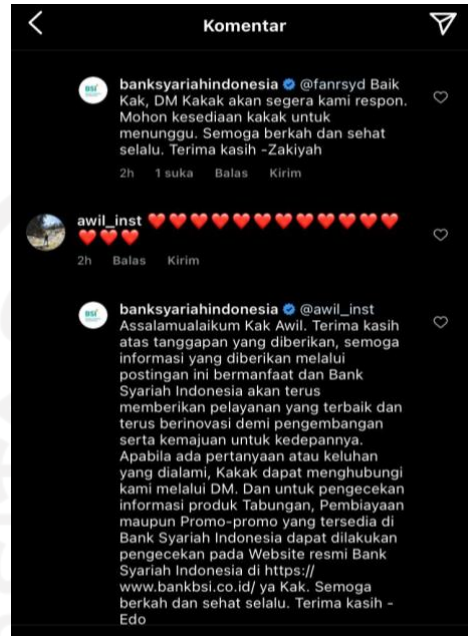 Komentar
BSI
banksyariahindonesia @fanrsyd Baik
Kak, DM Kakak akan segera kami respon.
Mohon kesediaan kakak untuk
menunggu. Semoga berkah dan sehat
selalu. Terima kasih -Zakiyah
2h 1 suka Balas Kirim
awil_inst ❤️❤️❤️❤️❤️❤️❤️❤️❤️❤️❤️❤️
❤️❤️❤️
2h Balas Kirim
BSI
banksyariahindonesia @awil_inst
Assalamualaikum Kak Awil. Terima kasih
atas tanggapan yang diberikan, semoga
informasi yang diberikan melalui
postingan ini bermanfaat dan Bank
Syariah Indonesia akan terus
memberikan pelayanan yang terbaik dan
terus berinovasi demi pengembangan
serta kemajuan untuk kedepannya.
Apabila ada pertanyaan atau keluhan
yang dialami, Kakak dapat menghubungi
kami melalui DM. Dan untuk pengecekan
informasi produk Tabungan, Pembiayaan
maupun Promo-promo yang tersedia di
Bank Syariah Indonesia dapat dilakukan
pengecekan pada Website resmi Bank
Syariah Indonesia di https://
www.bankbsi.co.id/ ya Kak. Semoga
berkah dan sehat selalu. Terima kasih -
Edo